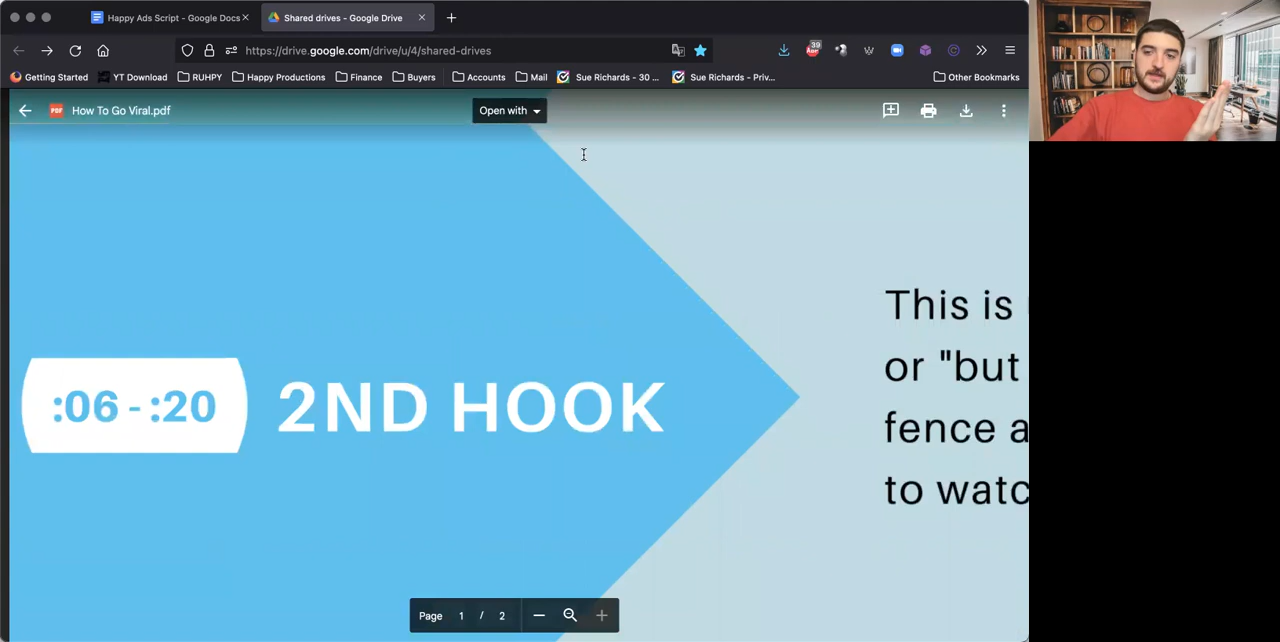 Happy Ads Script - Google Docs
Shared drives - Google Drive
https://drive.google.com/drive/u/4/shared-drives
39
Getting Started
YT Download
RUHPY
Happy Productions
Finance
Buyers
Accounts
Mail
Sue Richards - 30 ...
Sue Richards - Priv...
Other Bookmarks
PDF
How To Go Viral.pdf
Open with
:06 - :20
2ND HOOK
This is
or "but
fence a
to watc
Page 1 / 2